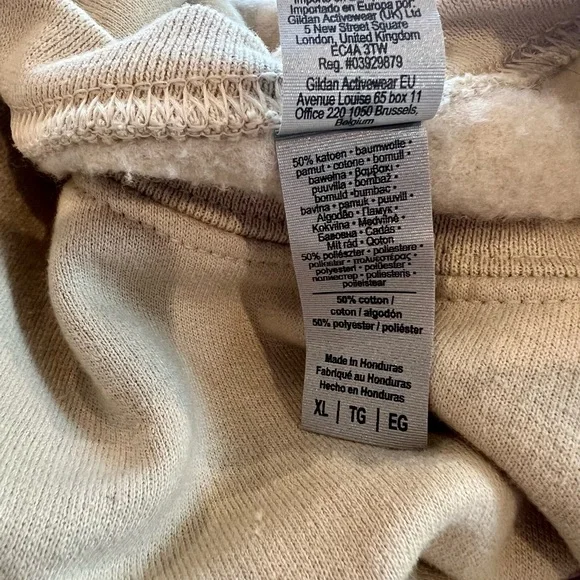 Importado en Europa por:
Gildan Activewear (UK) Ltd
5 New Street Square
London, United Kingdom
EC4A 3TW
Reg. #03929879
Gildan Activewear EU
Avenue Louise 65 box 11
Office 220 1050 Brussels,
Belgium
50% katoen • baumwolle •
pamut • cotone • bomull •
bawełna • βαμβάκι •
puuvilla • bombaž •
bomuld • bumbac •
bavlna • pamuk • puuvill •
Algodão • Памук •
Kokvilna • Medvilnė •
Бавовна • Cadás •
Mit rád • Qoton
50% poliészter • poliestere •
poliestru • πολυεστέρας •
polyesteri • poliester •
полиестер • poliesteris •
poileistear
50% cotton /
coton / algodón
50% polyester / poliéster
Made in Honduras
Fabriqué au Honduras
Hecho en Honduras
XL | TG | EG